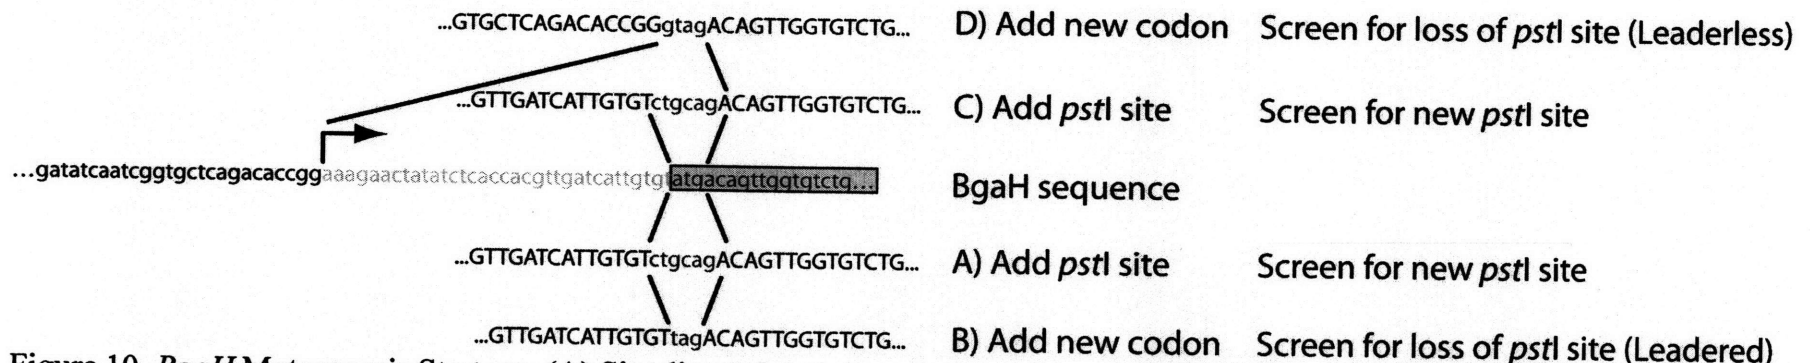 ...GTGCTCAGACACCGGgtagACAGTTGGTGTCTG... D) Add new codon Screen for loss of pstI site (Leaderless)
...GTTGATCATTGTGTctgcagACAGTTGGTGTCTG... C) Add pstI site Screen for new pstI site
...gatatcaatcggtgctcagacaccggaaagaactatatctcaccacgttgatcattgtgtatgacagttggtgtctg... BgaH sequence
...GTTGATCATTGTGTctgcagACAGTTGGTGTCTG... A) Add pstI site Screen for new pstI site
...GTTGATCATTGTGTtagACAGTTGGTGTCTG... B) Add new codon Screen for loss of pstI site (Leadered)